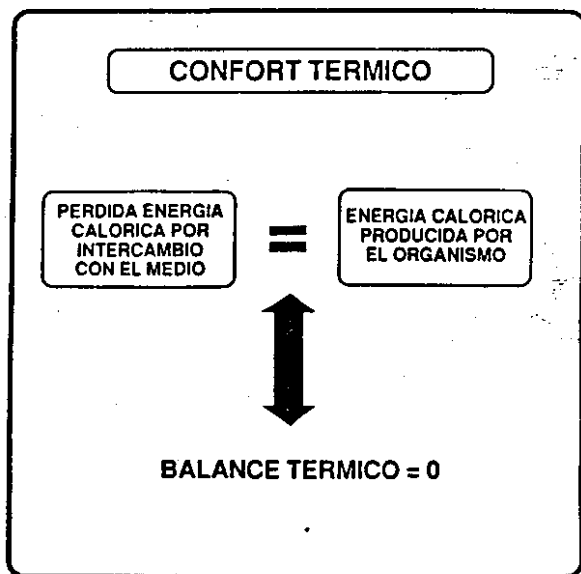 CONFORT TERMICO
PERDIDA ENERGIA
CALORICA POR
INTERCAMBIO
CON EL MEDIO
=
ENERGIA CALORICA
PRODUCIDA POR
EL ORGANISMO
BALANCE TERMICO = 0